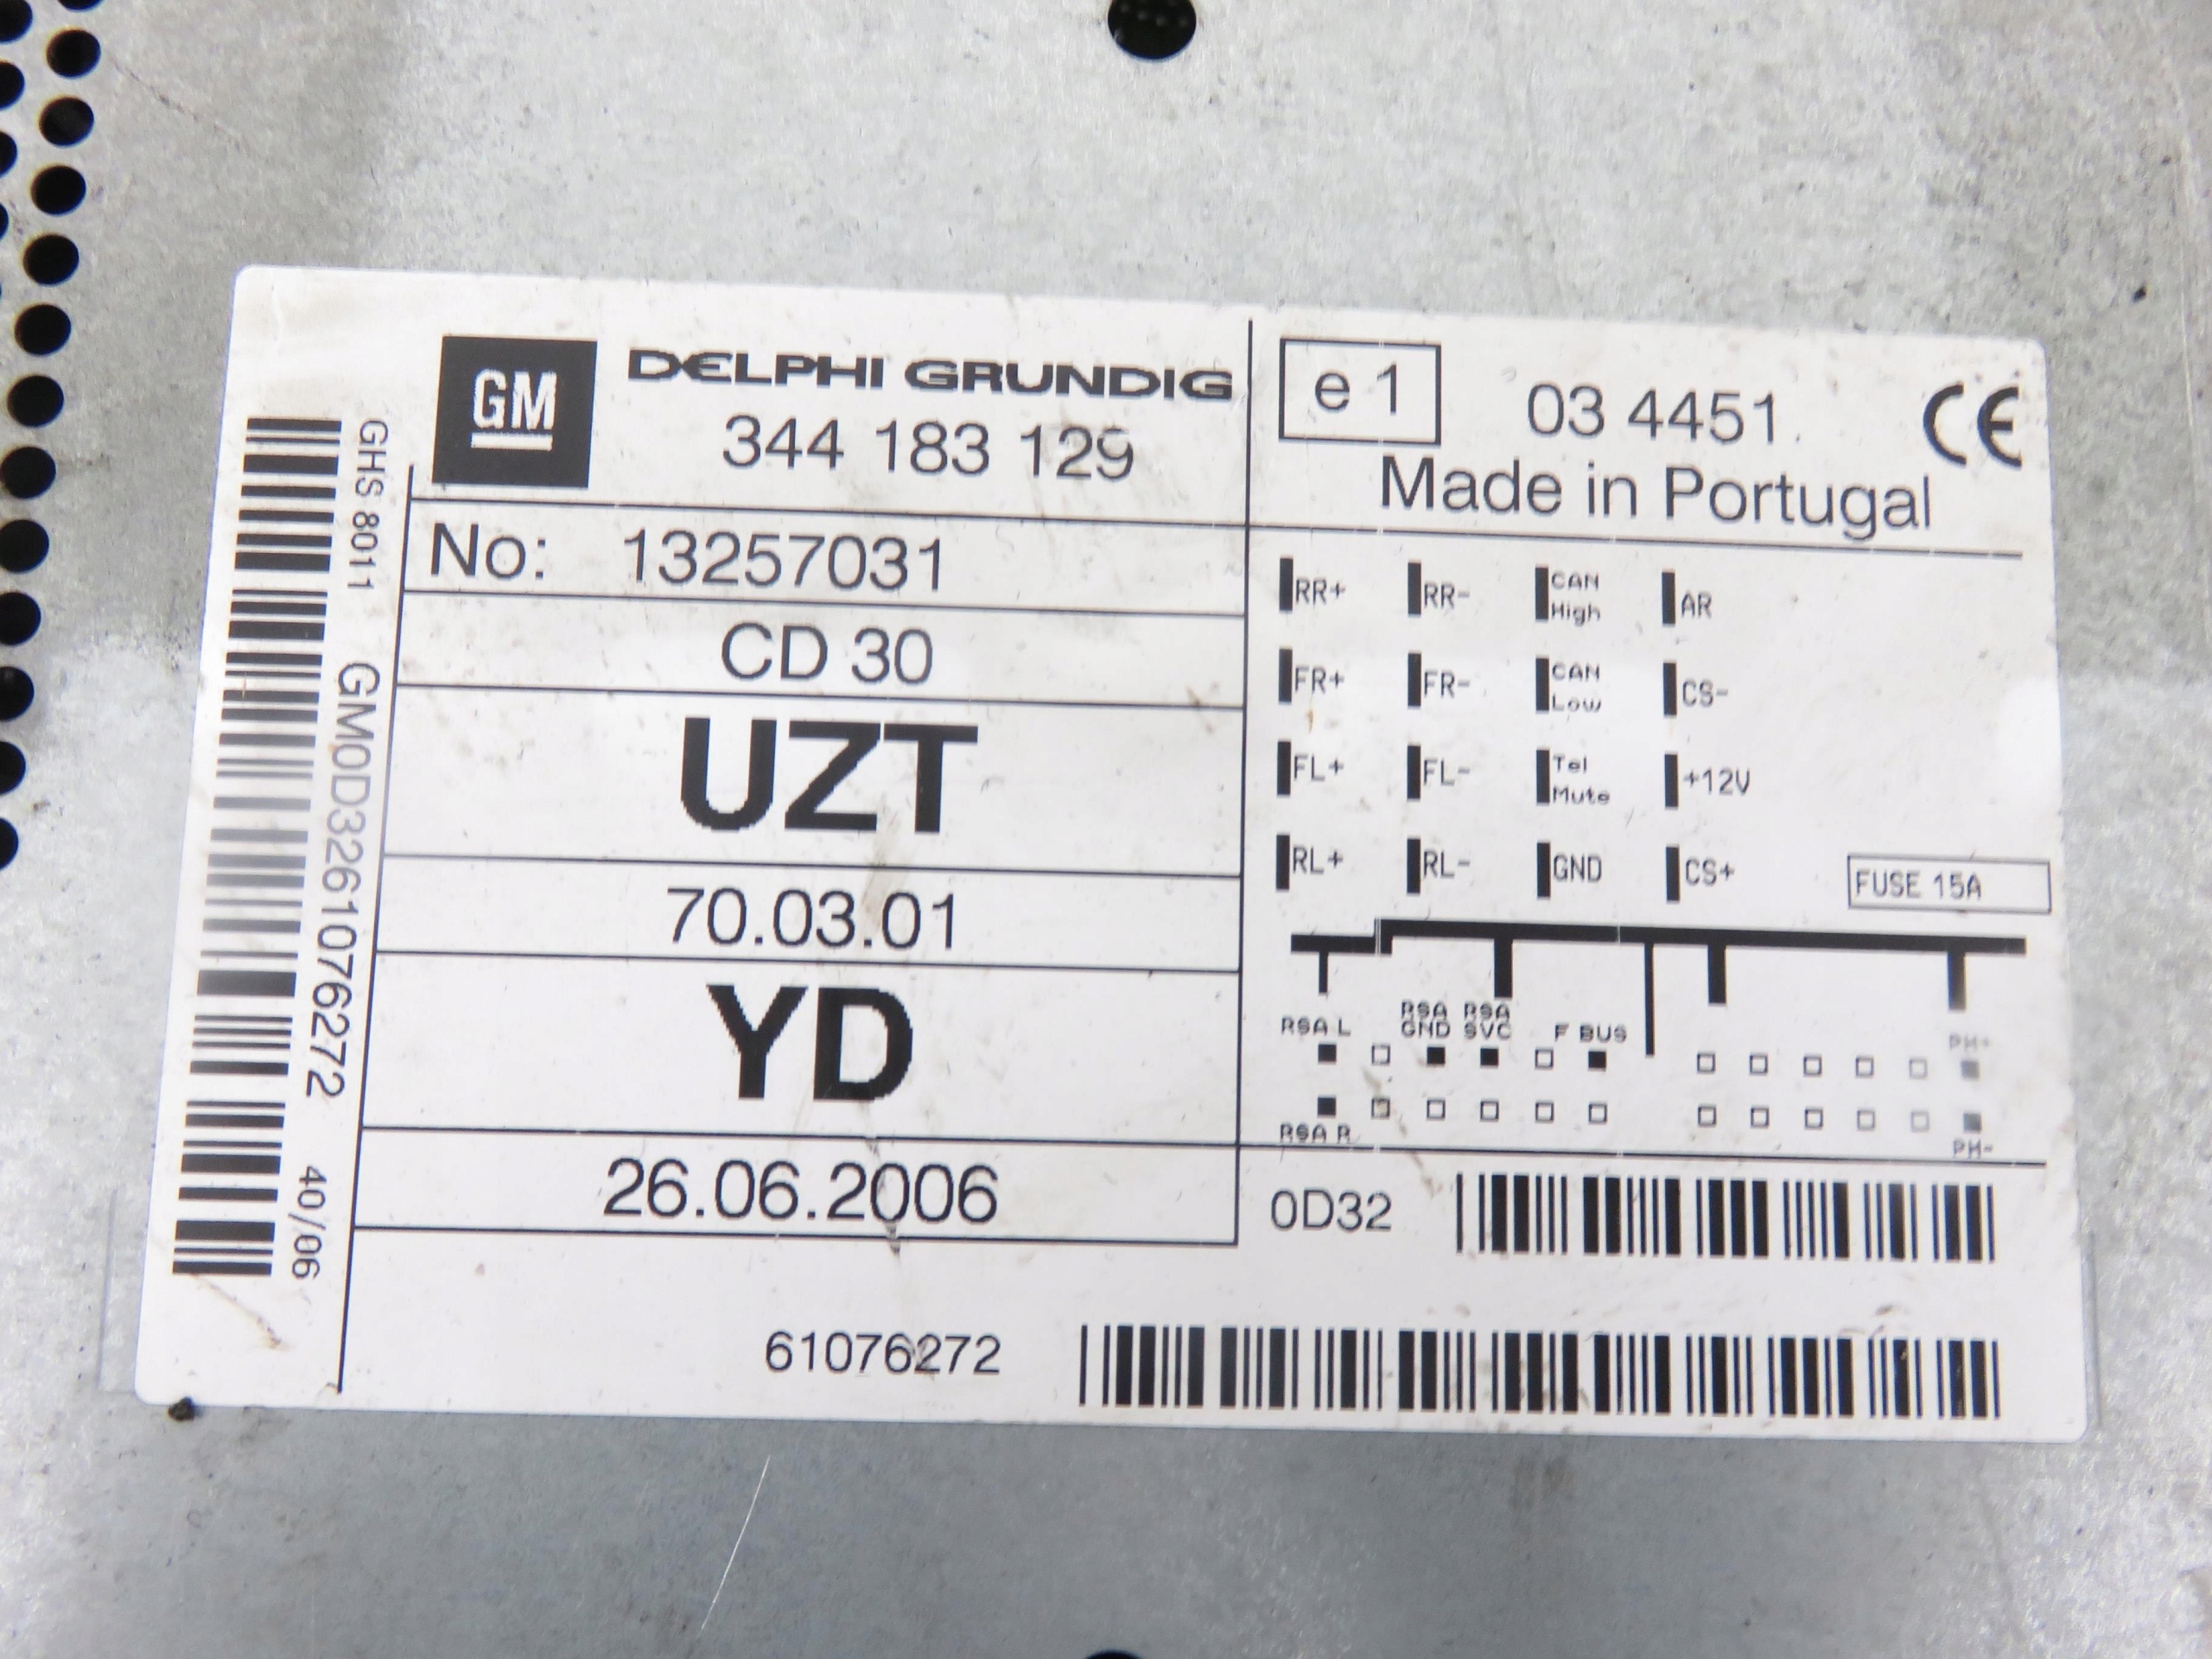 GM
DELPHI GRUNDIG
344 183 129
No: 13257031
CD 30
UZT
70.03.01
YD
26.06.2006
61076272
GHS 8011 GM0D3261076272 40/06
e1 03 4451 CE
Made in Portugal
RR+ RR- CAN High AR
FR+ FR- CAN Low CS-
FL+ FL- Tel Mute +12V
RL+ RL- GND CS+
FUSE 15A
RSA L RSA GND RSA SVC F BUS PH+
RSA R PH-
0D32